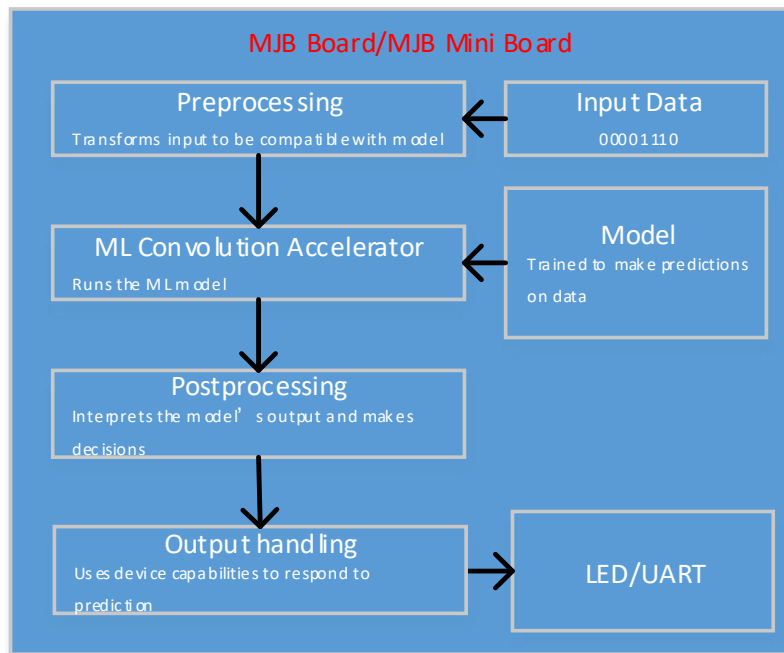 MJB Board/MJB Mini Board
Preprocessing
Transforms input to be compatible with model
Input Data
00001110
ML Convolution Accelerator
Runs the ML model
Model
Trained to make predictions
on data
Postprocessing
Interprets the model’s output and makes
decisions
Output handling
Uses device capabilities to respond to
prediction
LED/UART